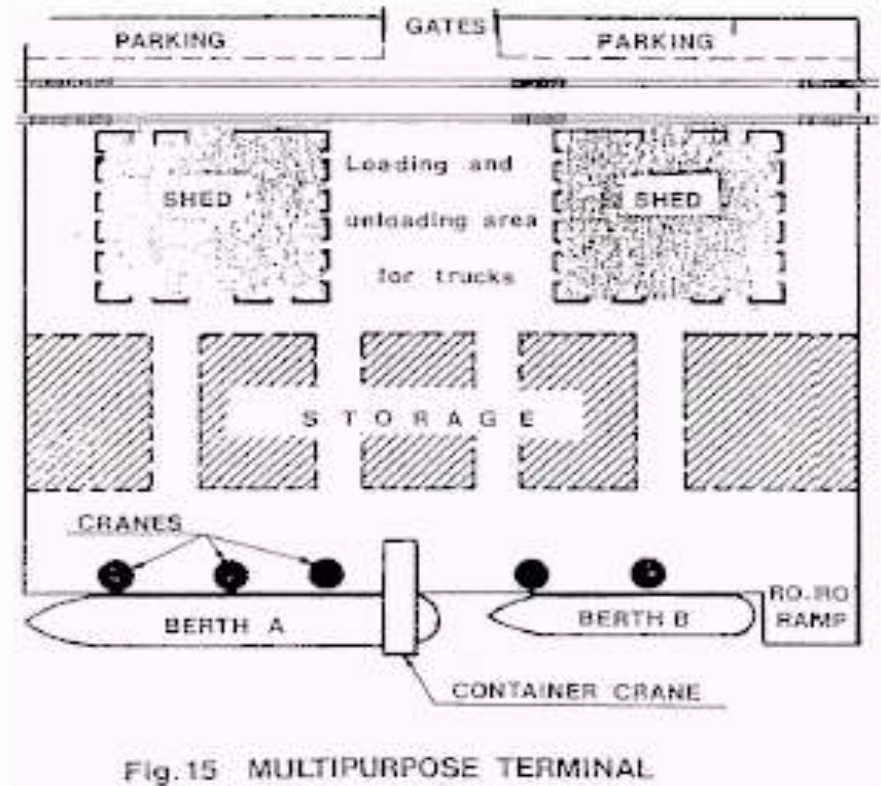 GATES
PARKING
PARKING
Loading and
SHED
SHED
unloading area
for trucks
STORAGE
CRANES
RO.RO
RAMP
BERTH A
BERTH B
CONTAINER CRANE
Fig.15 MULTIPURPOSE TERMINAL